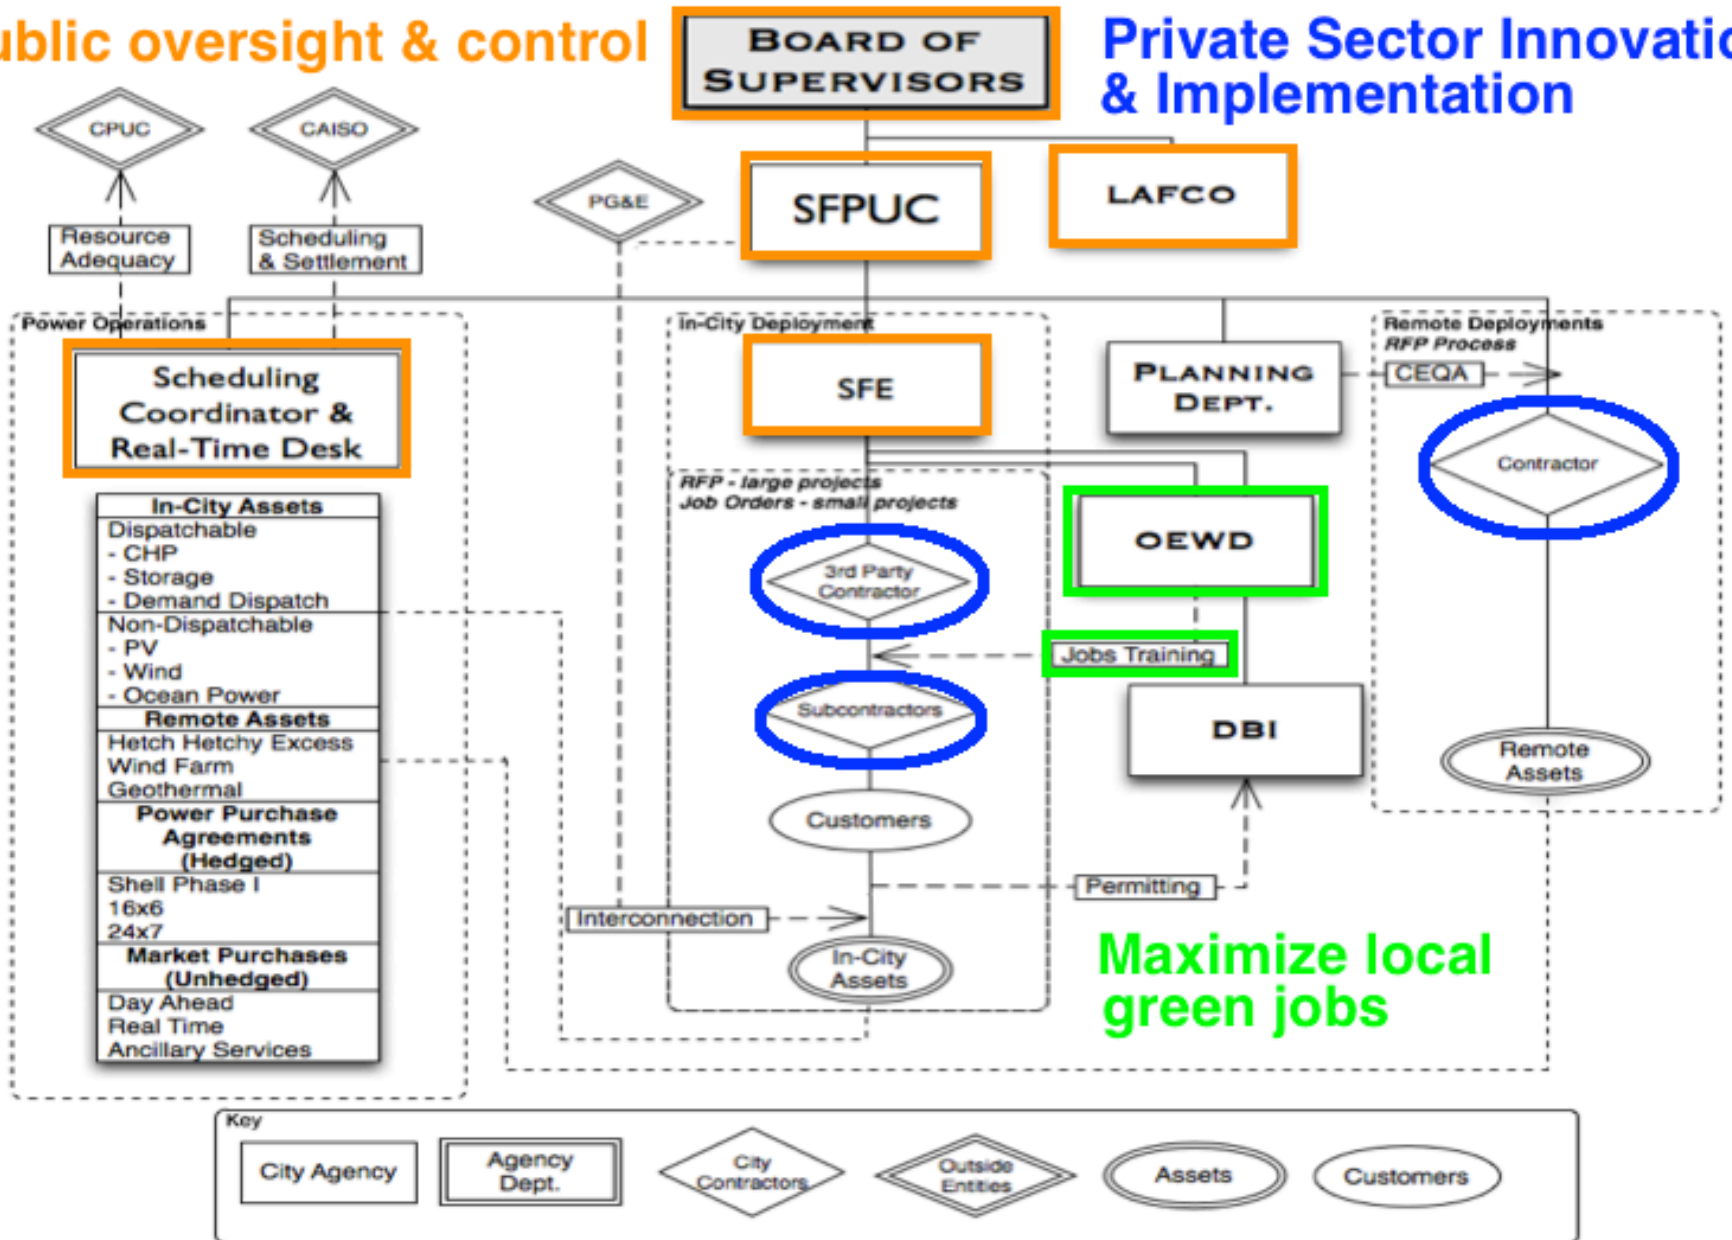 ublic oversight & control
BOARD OF
SUPERVISORS
Private Sector Innovatio
& Implementation
CPUC
CAISO
PG&E
SFPUC
LAFCO
Resource
Adequacy
Scheduling
& Settlement
Power Operations
In-City Deployment
Remote Deployments
RFP Process
Scheduling
Coordinator &
Real-Time Desk
SFE
PLANNING
DEPT.
CEQA
Contractor
RFP - large projects
Job Orders - small projects
In-City Assets
Dispatchable
- CHP
- Storage
- Demand Dispatch
Non-Dispatchable
- PV
- Wind
- Ocean Power
Remote Assets
Hetch Hetchy Excess
Wind Farm
Geothermal
Power Purchase
Agreements
(Hedged)
Shell Phase I
16x6
24x7
Market Purchases
(Unhedged)
Day Ahead
Real Time
Ancillary Services
3rd Party
Contractor
OEWD
Jobs Training
Subcontractors
DBI
Remote
Assets
Customers
Permitting
Interconnection
In-City
Assets
Maximize local
green jobs
Key
City Agency
Agency
Dept.
City
Contractors
Outside
Entities
Assets
Customers